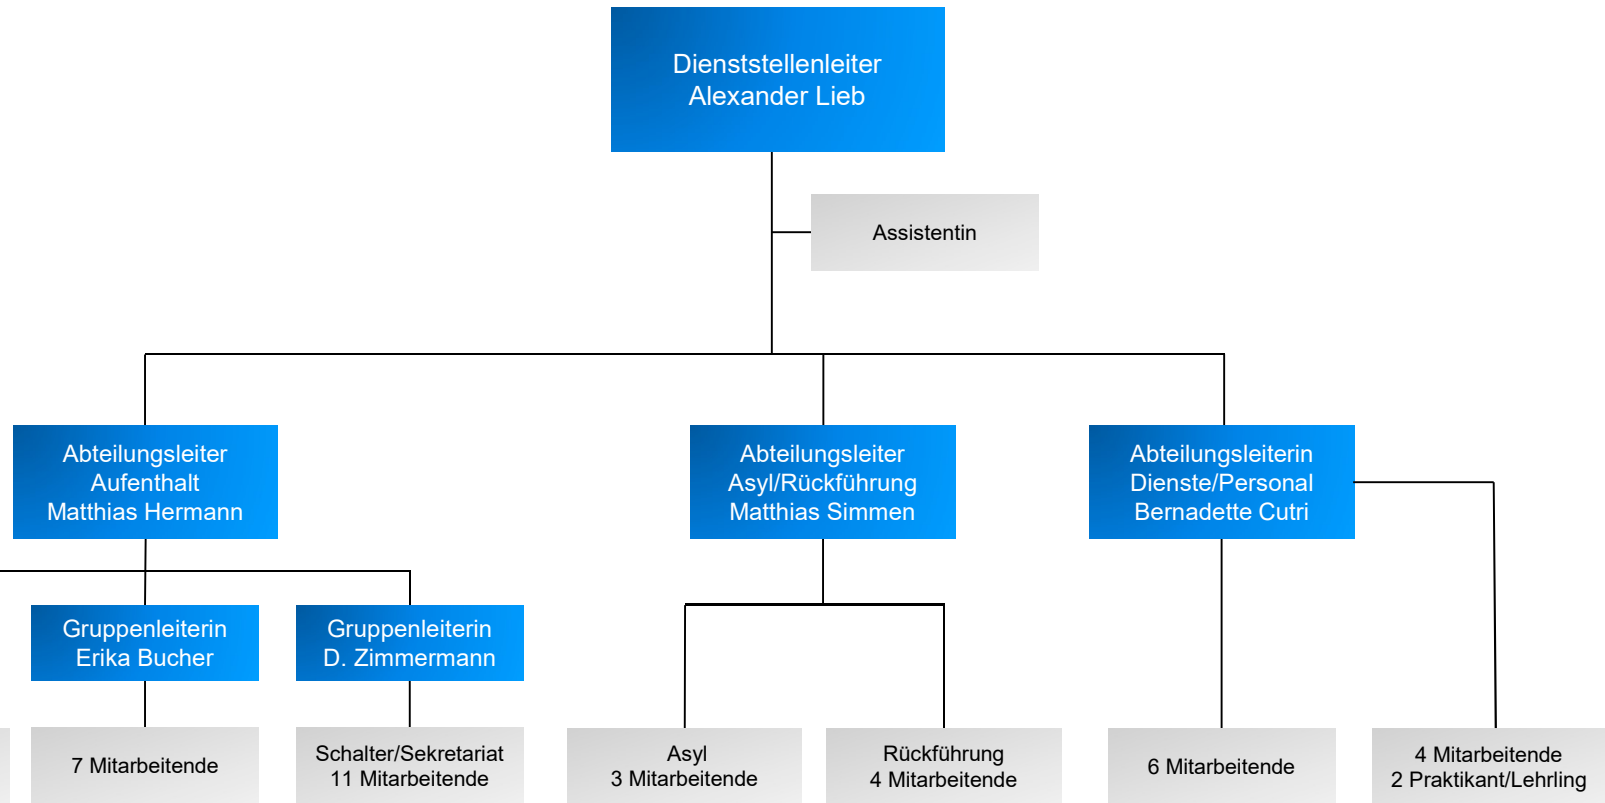 Dienststellenleiter
Alexander Lieb
Assistentin
Abteilungsleiter
Aufenthalt
Matthias Hermann
Abteilungsleiter
Asyl/Rückführung
Matthias Simmen
Abteilungsleiterin
Dienste/Personal
Bernadette Cutri
Gruppenleiterin
Erika Bucher
Gruppenleiterin
D. Zimmermann
7 Mitarbeitende
Schalter/Sekretariat
11 Mitarbeitende
Asyl
3 Mitarbeitende
Rückführung
4 Mitarbeitende
6 Mitarbeitende
4 Mitarbeitende
2 Praktikant/Lehrling